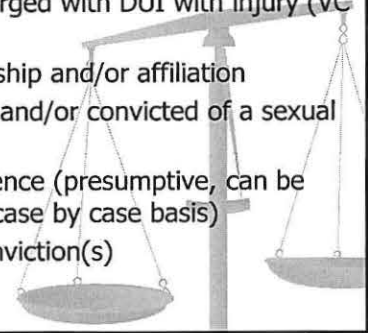 rged with DUI with injury (VC
ship and/or affiliation
and/or convicted of a sexual
ence (presumptive, can be
case by case basis)
nviction(s)